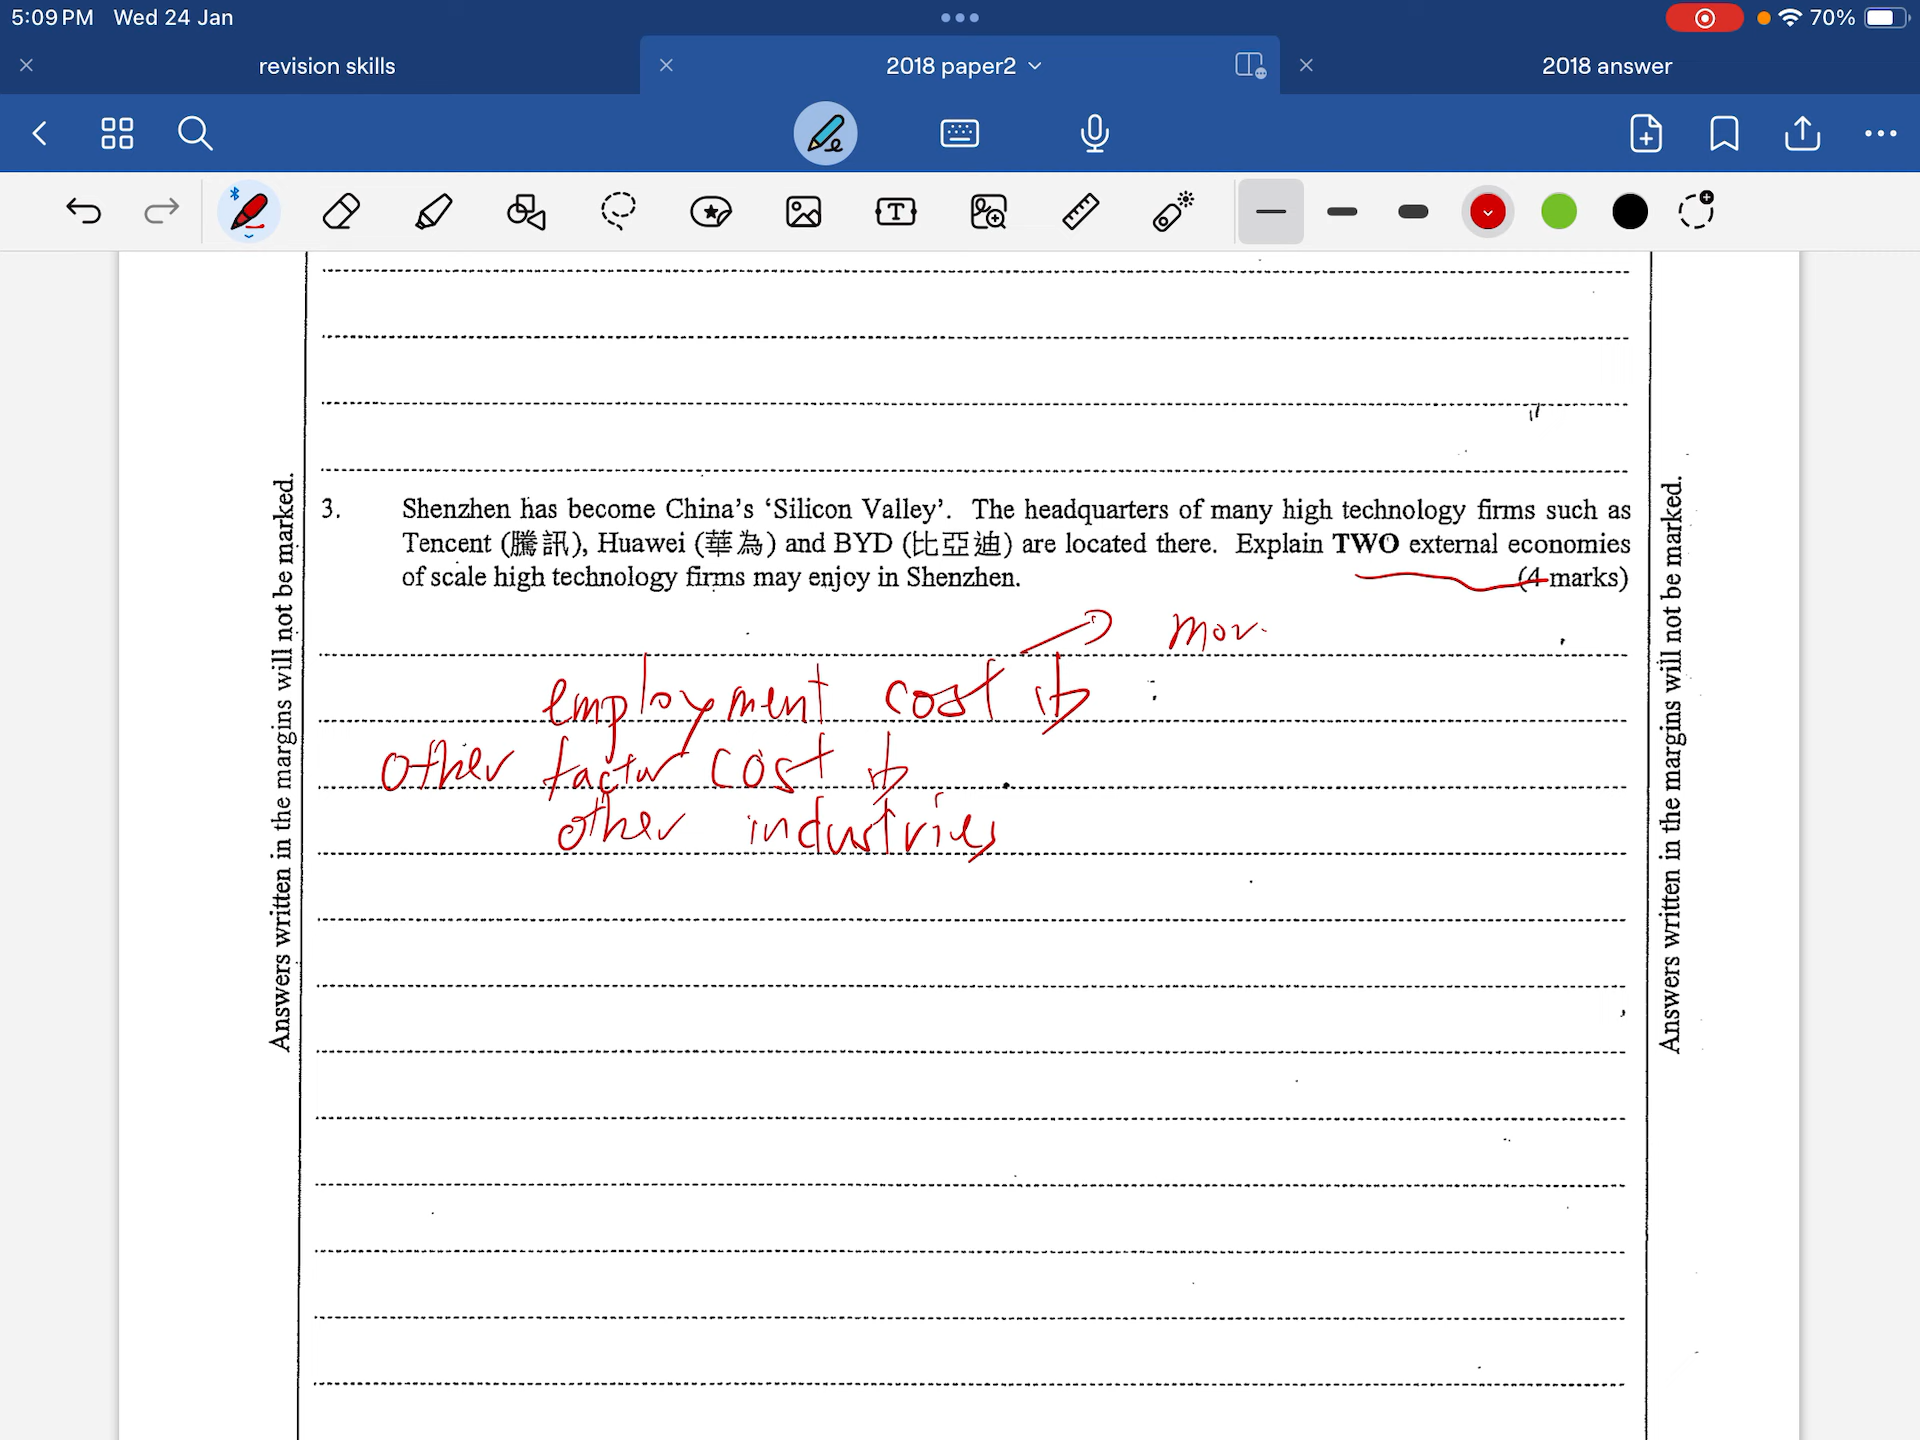 5:09 PM Wed 24 Jan
70%
revision skills
2018 paper2
2018 answer
3. Shenzhen has become China's 'Silicon Valley'. The headquarters of many high technology firms such as
Tencent (騰訊), Huawei (華為) and BYD (比亞迪) are located there. Explain TWO external economies
of scale high technology firms may enjoy in Shenzhen. (4 marks)
mor.
employment cost ↓
other factor cost ↓
other industries
Answers written in the margins will not be marked.
Answers written in the margins will not be marked.